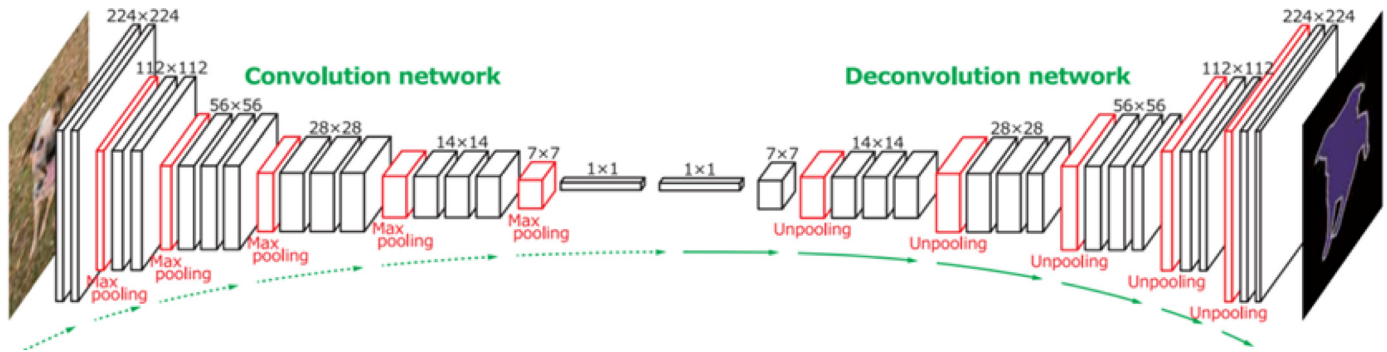 224×224
112×112
Convolution network
56×56
28×28
14×14
7×7
1×1
1×1
7×7
14×14
28×28
56×56
Deconvolution network
112×112
224×224
Max
pooling
Max
pooling
Max
pooling
Max
pooling
Max
pooling
Unpooling
Unpooling
Unpooling
Unpooling
Unpooling